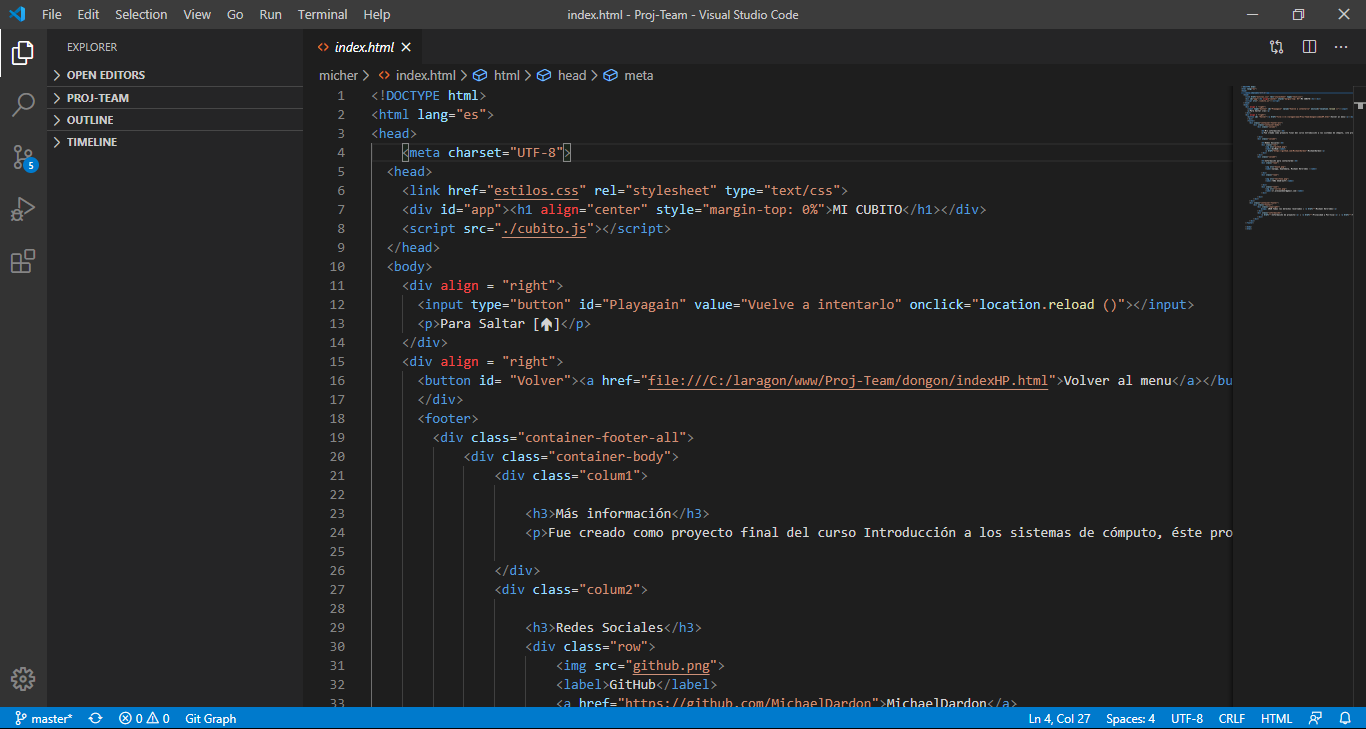 File Edit Selection View Go Run Terminal Help index.html - Proj-Team - Visual Studio Code
EXPLORER
OPEN EDITORS
PROJ-TEAM
OUTLINE
TIMELINE
5
index.html
micher > index.html > html > head > meta
1 <!DOCTYPE html>
2 <html lang="es">
3 <head>
4 <meta charset="UTF-8">
5 <head>
6 <link href="estilos.css" rel="stylesheet" type="text/css">
7 <div id="app"><h1 align="center" style="margin-top: 0%">MI CUBITO</h1></div>
8 <script src="./cubito.js"></script>
9 </head>
10 <body>
11 <div align = "right">
12 <input type="button" id="Playagain" value="Vuelve a intentarlo" onclick="location.reload ()"></input>
13 <p>Para Saltar [🡅]</p>
14 </div>
15 <div align = "right">
16 <button id= "Volver"><a href="file:///C:/laragon/www/Proj-Team/dongon/indexHP.html">Volver al menu</a></bu
17 </div>
18 <footer>
19 <div class="container-footer-all">
20 <div class="container-body">
21 <div class="colum1">
22
23 <h3>Más información</h3>
24 <p>Fue creado como proyecto final del curso Introducción a los sistemas de cómputo, éste pro
25
26 </div>
27 <div class="colum2">
28
29 <h3>Redes Sociales</h3>
30 <div class="row">
31 <img src="github.png">
32 <label>GitHub</label>
33 <a href="https://github.com/MichaelDardon">MichaelDardon</a>
master* 0 0 Git Graph Ln 4, Col 27 Spaces: 4 UTF-8 CRLF HTML